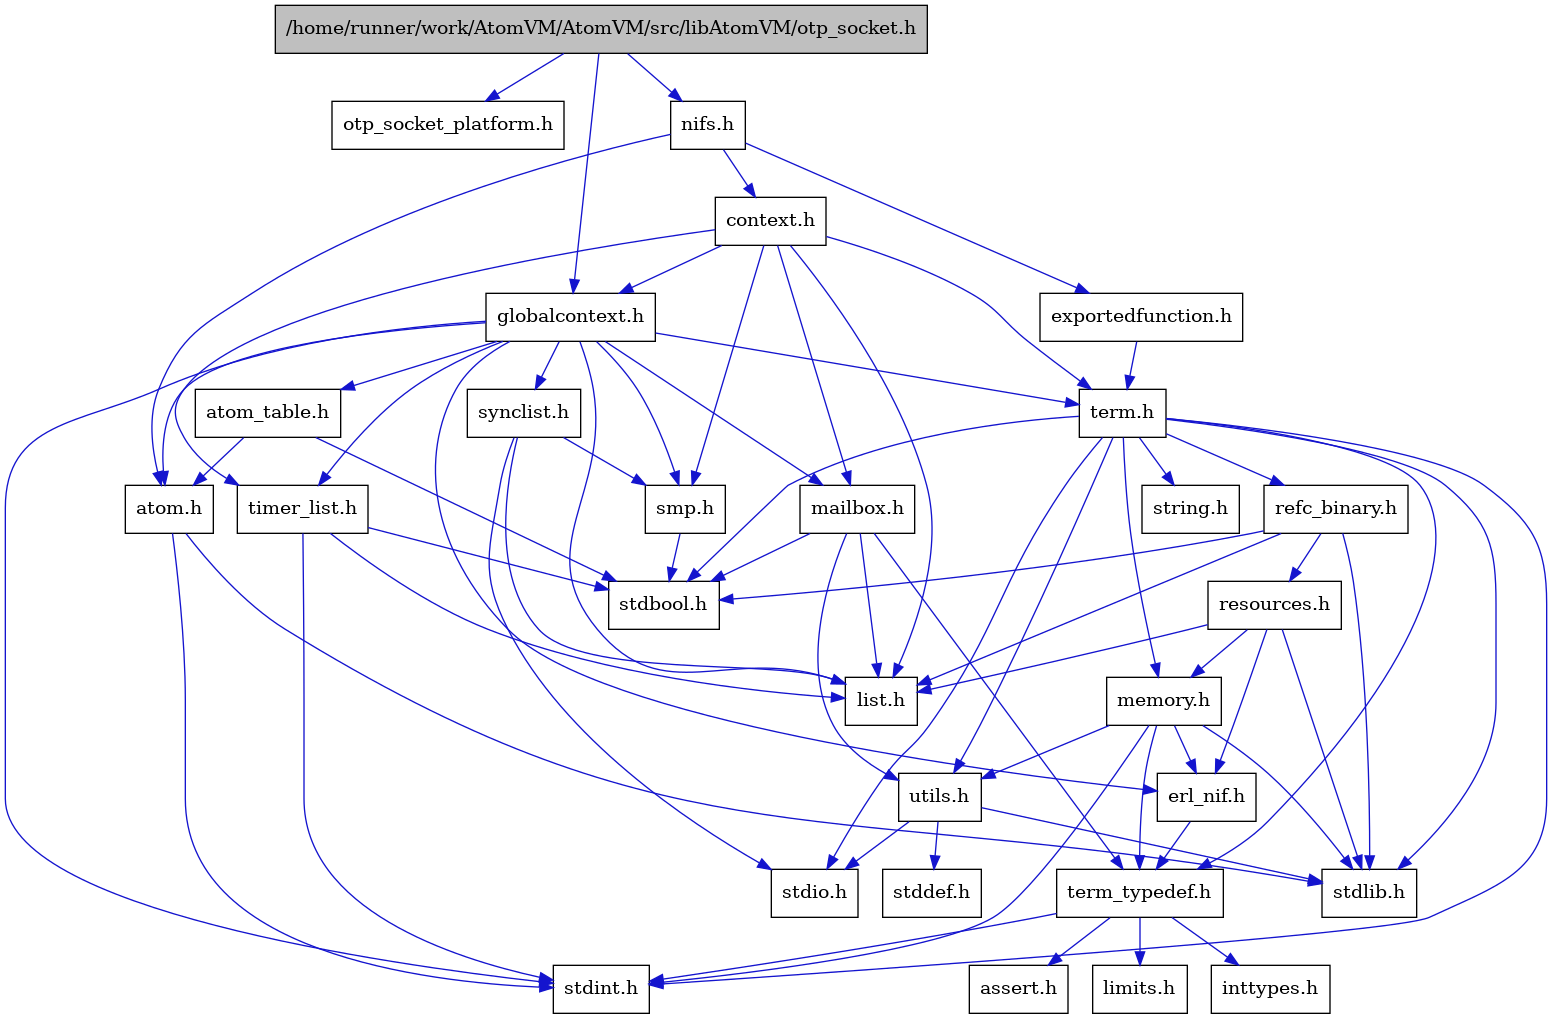 /home/runner/work/AtomVM/AtomVM/src/libAtomVM/otp_socket.h
otp_socket_platform.h
nifs.h
context.h
globalcontext.h
exportedfunction.h
atom_table.h
synclist.h
term.h
atom.h
timer_list.h
smp.h
mailbox.h
string.h
refc_binary.h
stdbool.h
resources.h
list.h
memory.h
utils.h
erl_nif.h
stdio.h
stddef.h
term_typedef.h
stdlib.h
stdint.h
assert.h
limits.h
inttypes.h